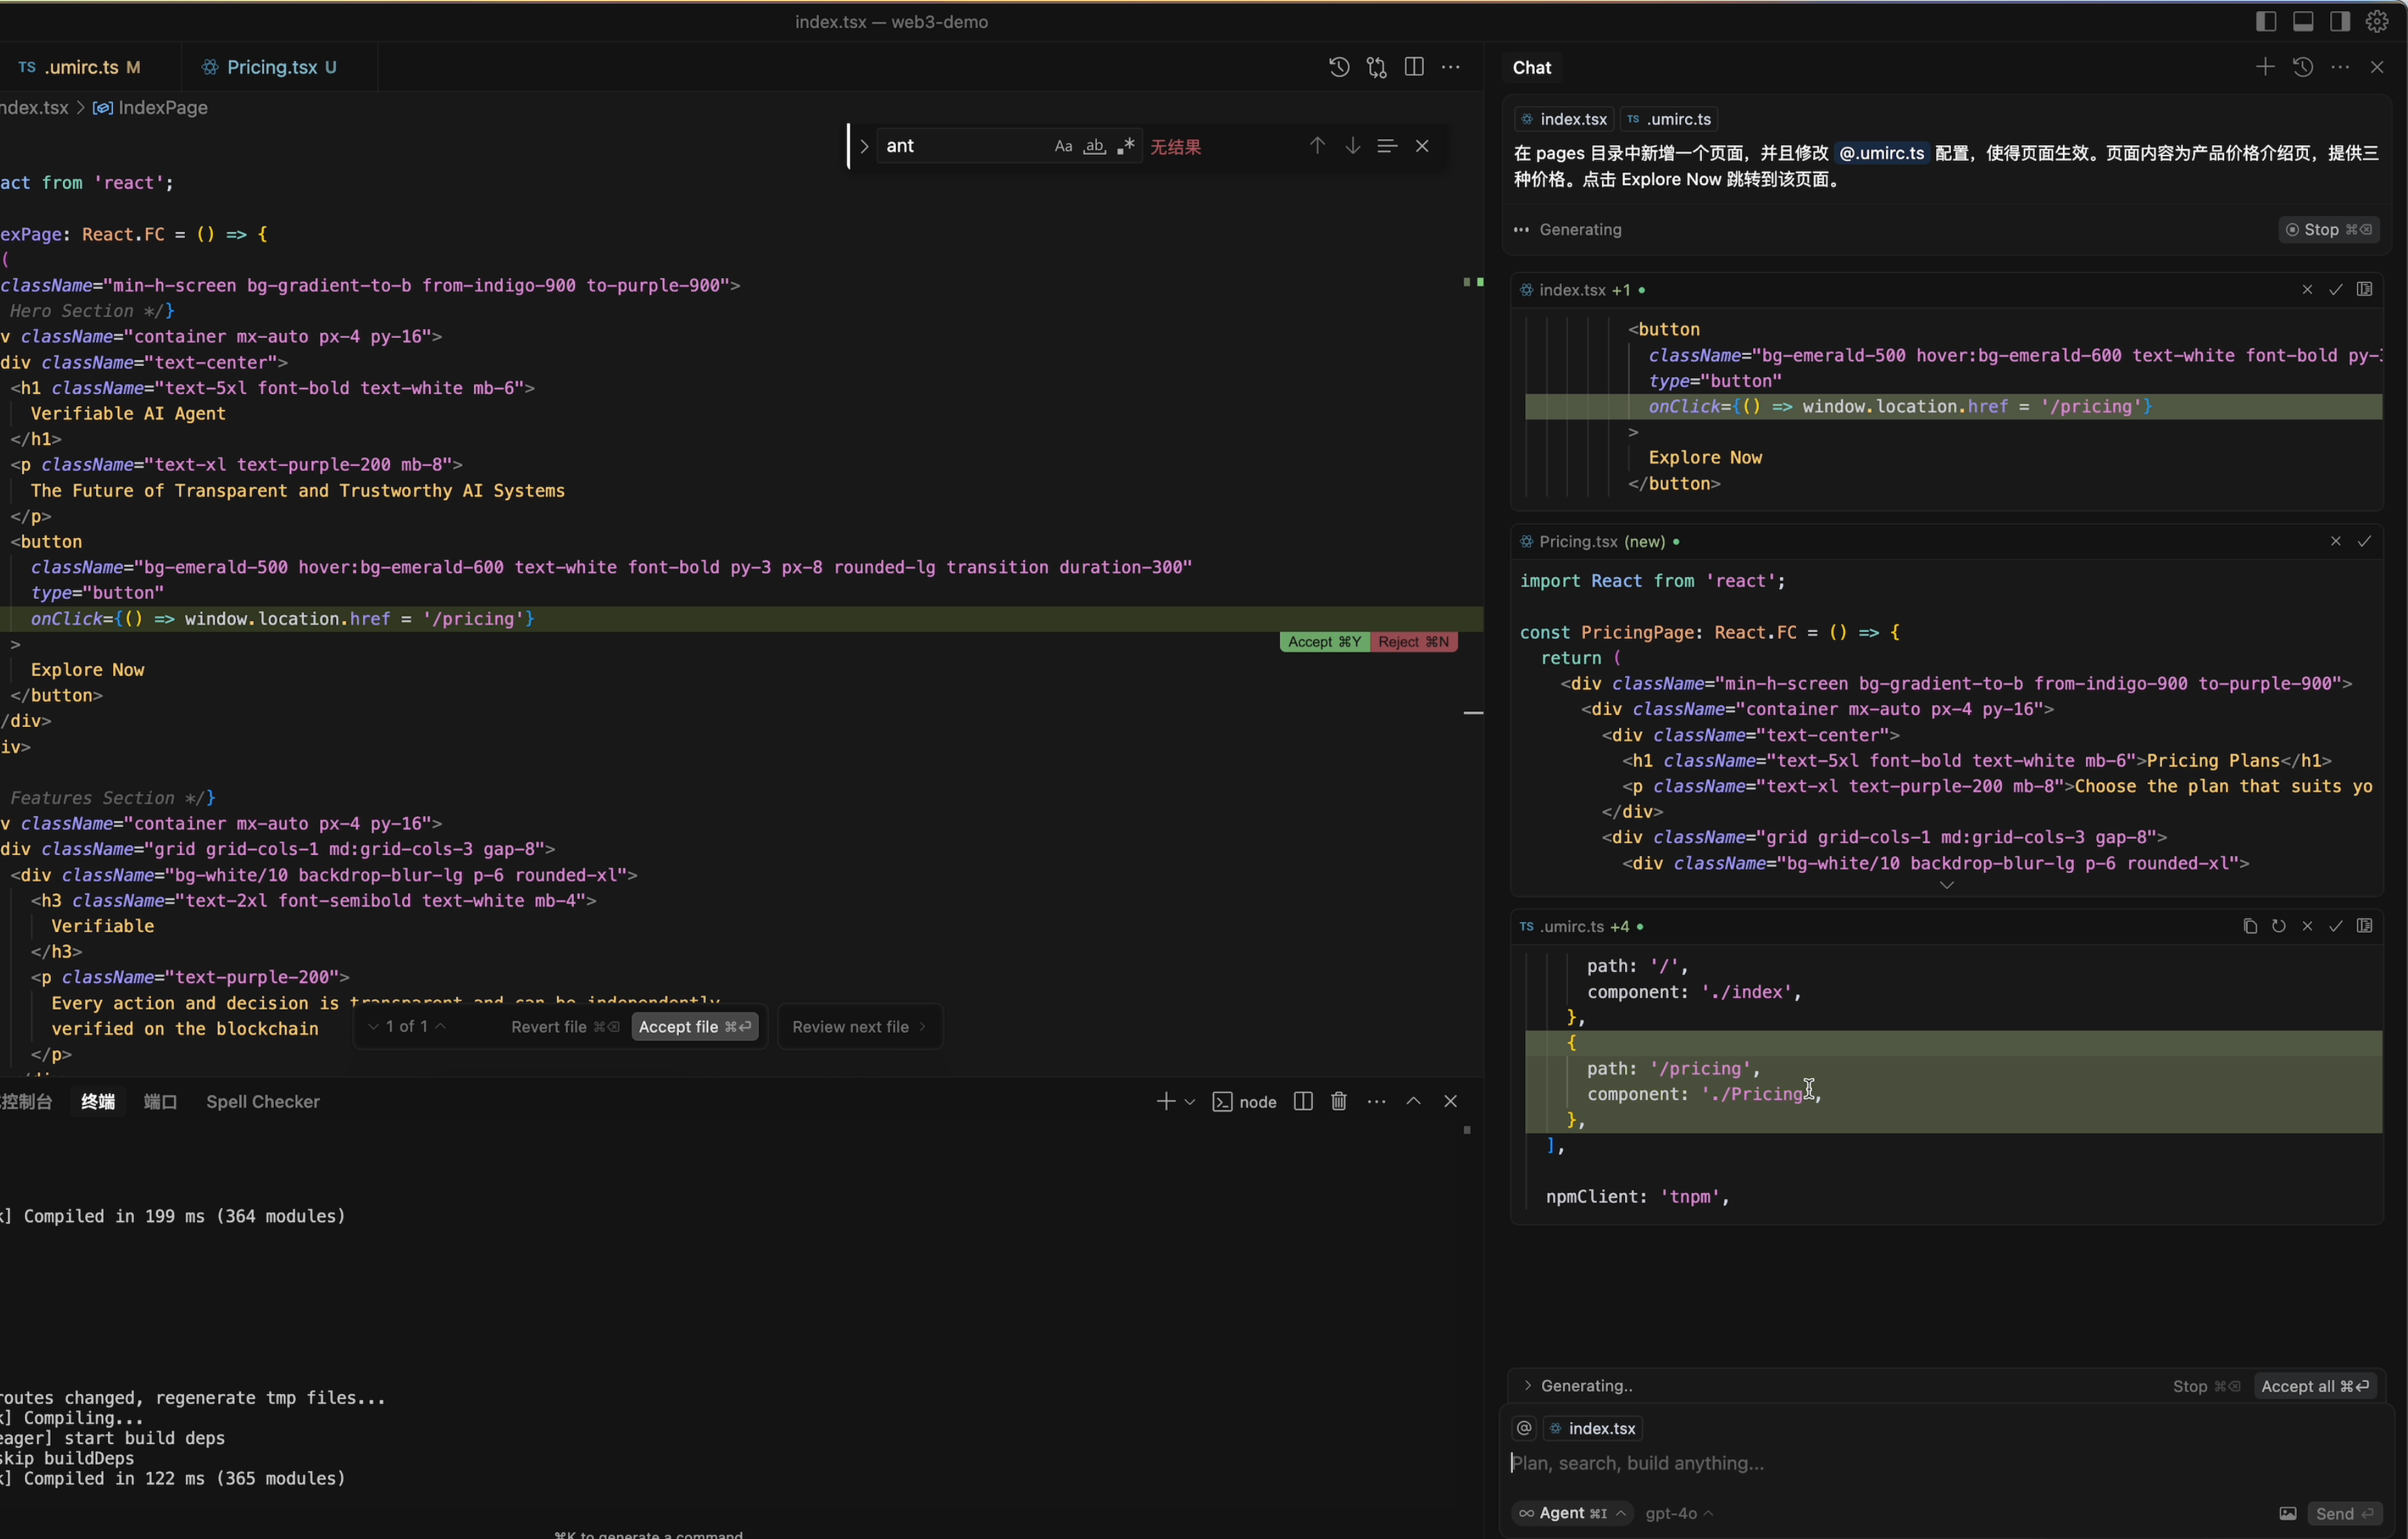 index.tsx — web3-demo
TS .umirc.ts M
Pricing.tsx U
ndex.tsx > IndexPage
ant
Aa ab 无结果
act from 'react';
exPage: React.FC = () => {
(
className="min-h-screen bg-gradient-to-b from-indigo-900 to-purple-900">
Hero Section */}
v className="container mx-auto px-4 py-16">
div className="text-center">
<h1 className="text-5xl font-bold text-white mb-6">
Verifiable AI Agent
</h1>
<p className="text-xl text-purple-200 mb-8">
The Future of Transparent and Trustworthy AI Systems
</p>
<button
className="bg-emerald-500 hover:bg-emerald-600 text-white font-bold py-3 px-8 rounded-lg transition duration-300"
type="button"
onClick={() => window.location.href = '/pricing'}
Accept ⌘Y Reject ⌘N
>
Explore Now
</button>
/div>
iv>
Features Section */}
v className="container mx-auto px-4 py-16">
div className="grid grid-cols-1 md:grid-cols-3 gap-8">
<div className="bg-white/10 backdrop-blur-lg p-6 rounded-xl">
<h3 className="text-2xl font-semibold text-white mb-4">
Verifiable
</h3>
<p className="text-purple-200">
Every action and decision is transparent and can be independently
verified on the blockchain
</p>
1 of 1 Revert file ⌘⌫ Accept file ⌘⏎ Review next file >
控制台 终端 端口 Spell Checker
node
k] Compiled in 199 ms (364 modules)
routes changed, regenerate tmp files...
k] Compiling...
eager] start build deps
skip buildDeps
k] Compiled in 122 ms (365 modules)
⌘K to generate a command
Chat
index.tsx TS .umirc.ts
在 pages 目录中新增一个页面，并且修改 @.umirc.ts 配置，使得页面生效。页面内容为产品价格介绍页，提供三
种价格。点击 Explore Now 跳转到该页面。
Generating
Stop ⌘⌫
index.tsx +1
<button
className="bg-emerald-500 hover:bg-emerald-600 text-white font-bold py-
type="button"
onClick={() => window.location.href = '/pricing'}
>
Explore Now
</button>
Pricing.tsx (new)
import React from 'react';
const PricingPage: React.FC = () => {
return (
<div className="min-h-screen bg-gradient-to-b from-indigo-900 to-purple-900">
<div className="container mx-auto px-4 py-16">
<div className="text-center">
<h1 className="text-5xl font-bold text-white mb-6">Pricing Plans</h1>
<p className="text-xl text-purple-200 mb-8">Choose the plan that suits yo
</div>
<div className="grid grid-cols-1 md:grid-cols-3 gap-8">
<div className="bg-white/10 backdrop-blur-lg p-6 rounded-xl">
TS .umirc.ts +4
path: '/',
component: './index',
},
{
path: '/pricing',
component: './Pricing',
},
],
npmClient: 'tnpm',
Generating..
Stop ⌘⌫ Accept all ⌘⏎
@ index.tsx
Plan, search, build anything...
∞ Agent ⌘I gpt-4o
Send ⏎